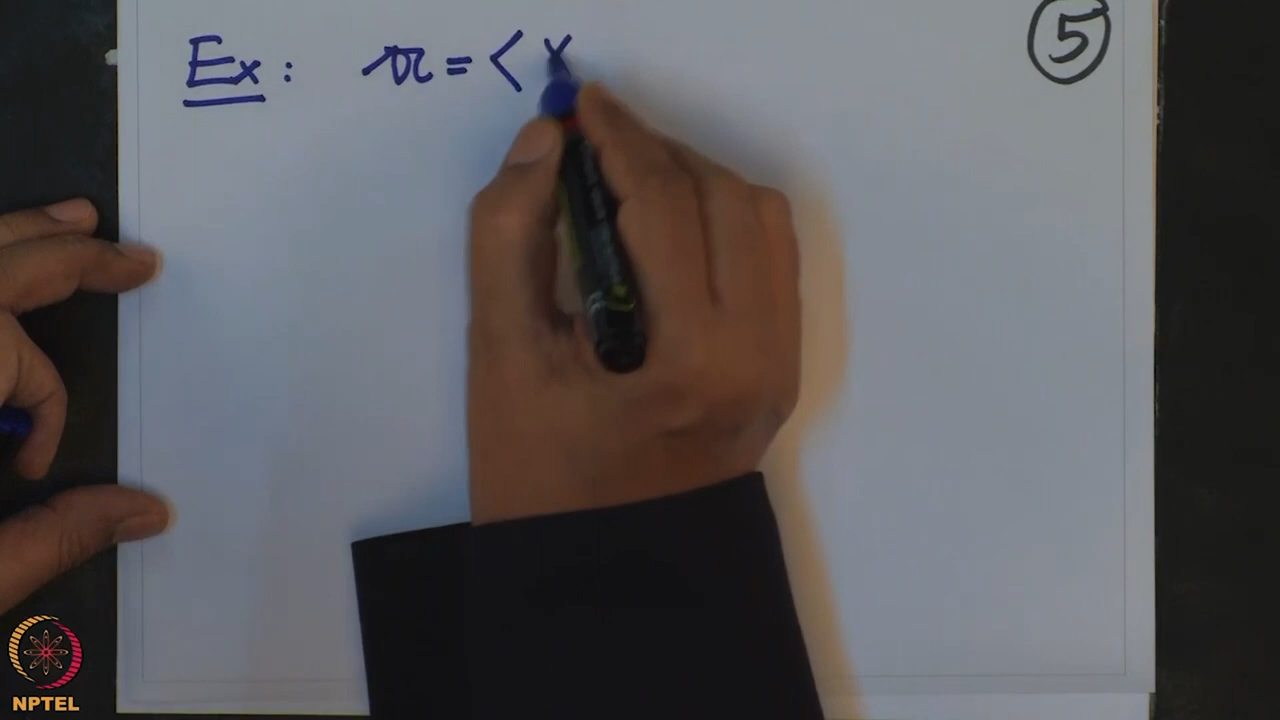 Ex : π = < x
5
NPTEL